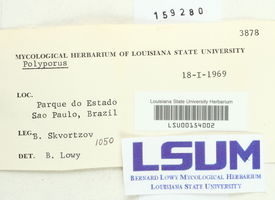 159280
3878
MYCOLOGICAL HERBARIUM OF LOUISIANA STATE UNIVERSITY
Polyporus
18-I-1969
LOC.
Parque do Estado
Sao Paulo, Brazil
Louisiana State University Herbarium
LSU00154002
LEG. B. Skvortzov
1050
DET. B. Lowy
LSUM
BERNARD LOWY MYCOLOGICAL HERBARIUM
LOUISIANA STATE UNIVERSITY